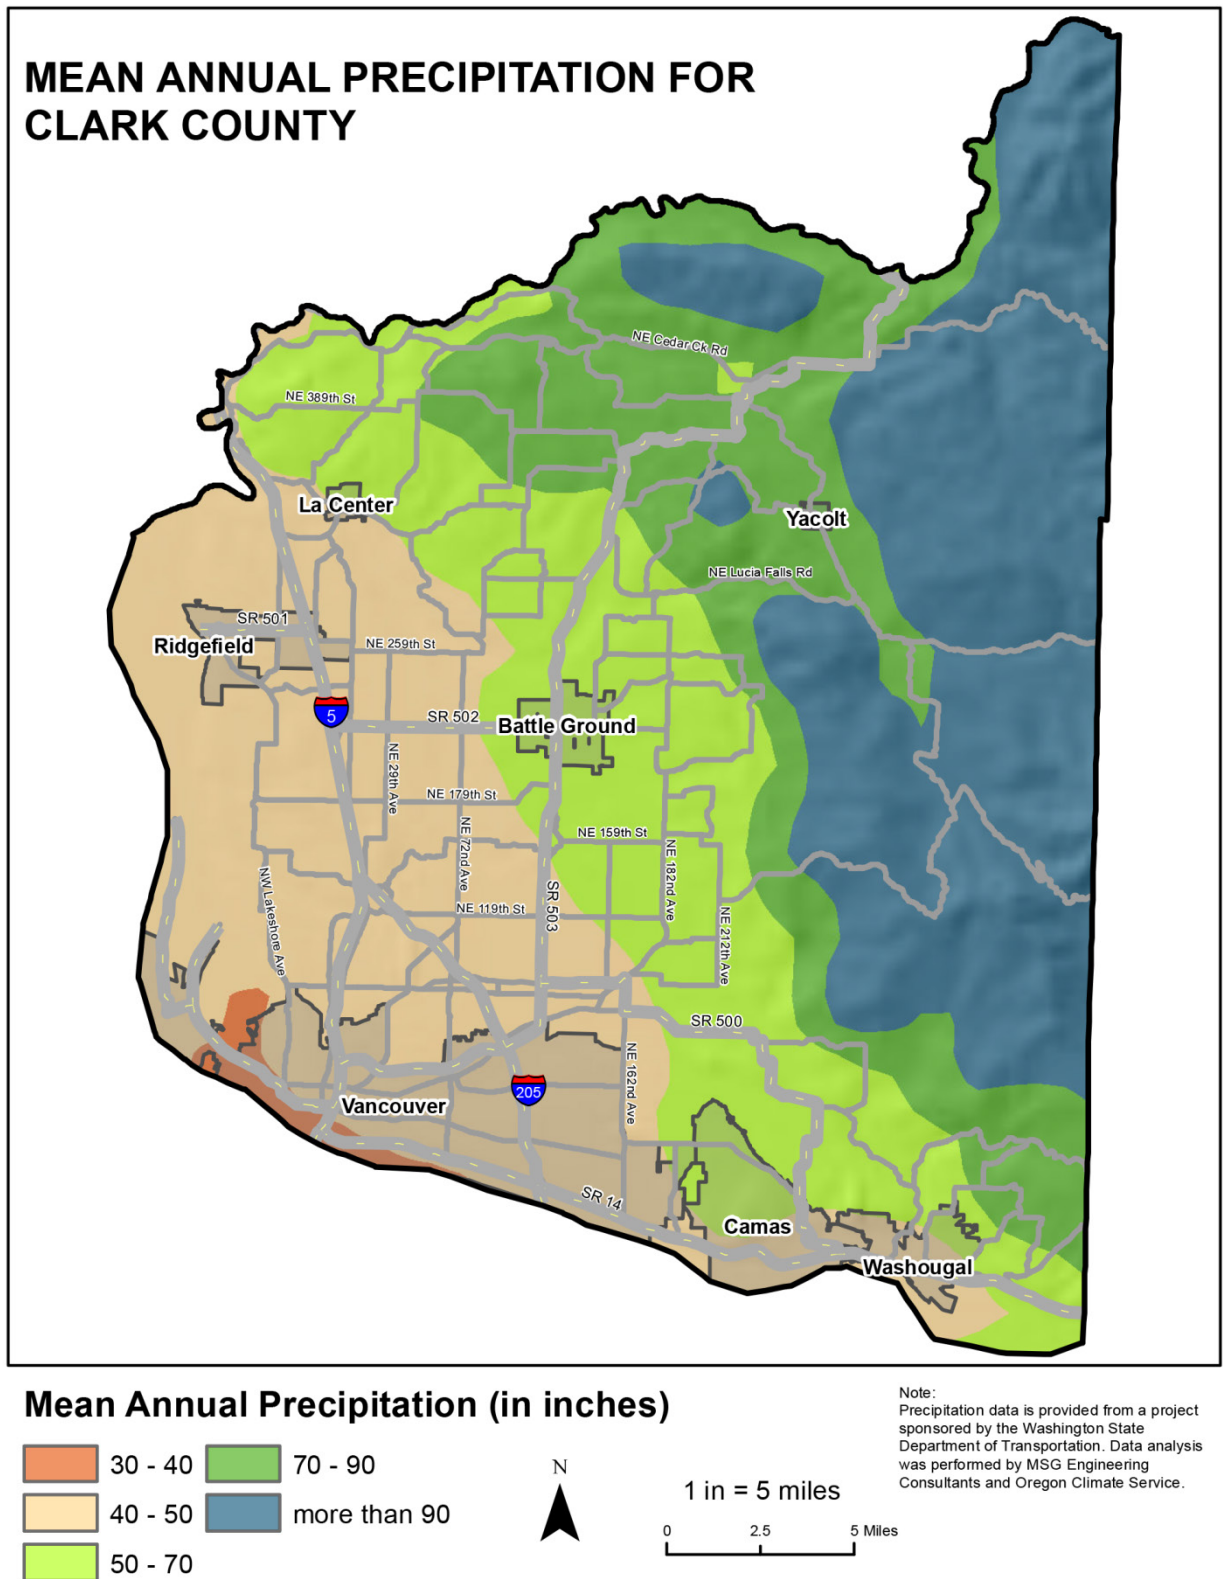 MEAN ANNUAL PRECIPITATION FOR
CLARK COUNTY
NE Cedar Ck Rd
NE 389th St
La Center
Yacolt
NE Lucia Falls Rd
SR 501
Ridgefield
NE 259th St
5
SR 502
Battle Ground
NE 29th Ave
NE 179th St
NE 72nd Ave
NE 159th St
NE 182nd Ave
NW Lakeshore Ave
SR 503
NE 119th St
NE 212th Ave
SR 500
NE 162nd Ave
205
Vancouver
SR 14
Camas
Washougal
Mean Annual Precipitation (in inches)
30 - 40
70 - 90
40 - 50
more than 90
50 - 70
N
1 in = 5 miles
0 2.5 5 Miles
Note:
Precipitation data is provided from a project
sponsored by the Washington State
Department of Transportation. Data analysis
was performed by MSG Engineering
Consultants and Oregon Climate Service.